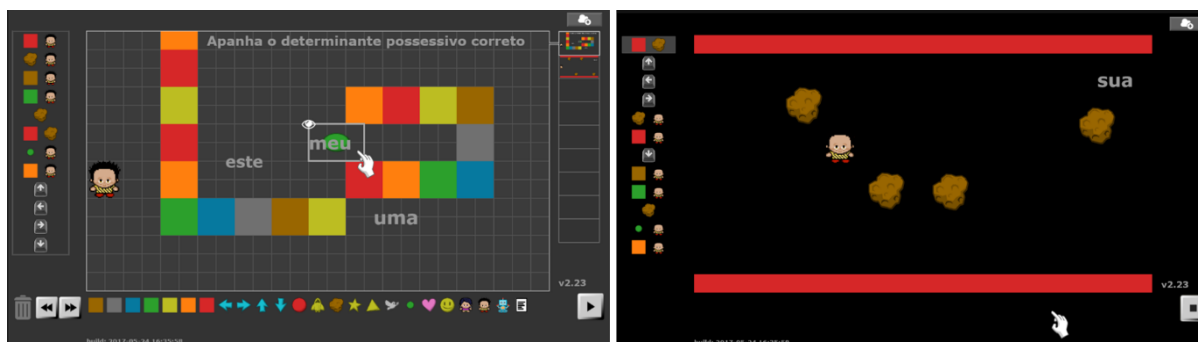 Apanha o determinante possessivo correto
meu
este
uma
v2.23
sua
v2.23